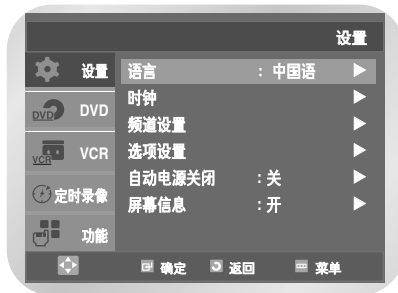 设置
设置
DVD DVD
VCR VCR
定时录像
功能
语言 : 中国语 ▶
时钟 ▶
频道设置 ▶
选项设置 ▶
自动电源关闭 : 关 ▶
屏幕信息 : 开 ▶
确定 返回 菜单